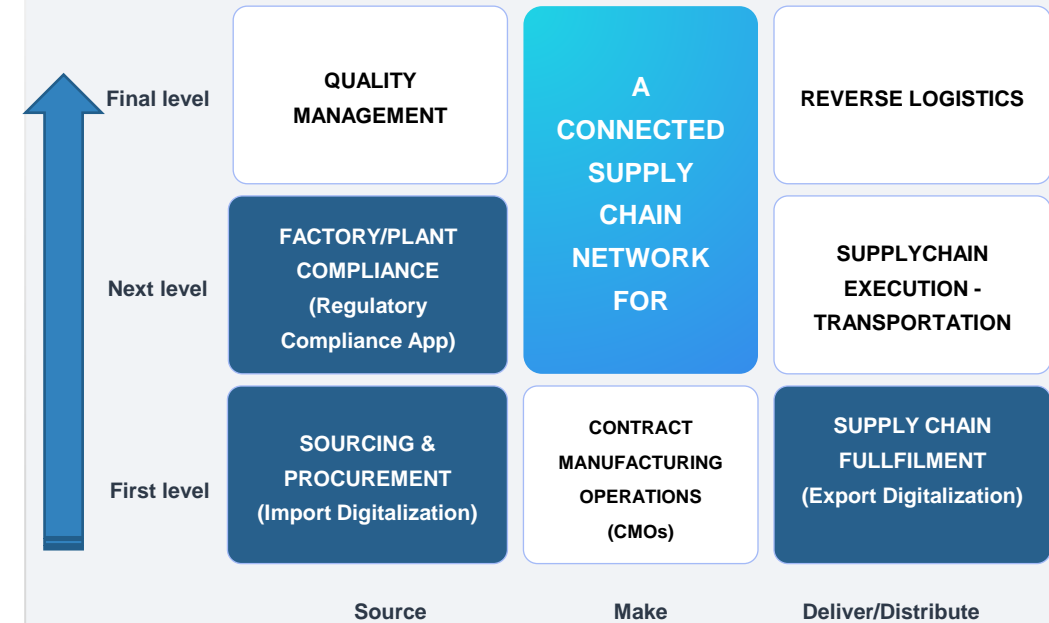 Final level
QUALITY
MANAGEMENT
A
CONNECTED
SUPPLY
CHAIN
NETWORK
FOR
REVERSE LOGISTICS
Next level
FACTORY/PLANT
COMPLIANCE
(Regulatory
Compliance App)
SUPPLYCHAIN
EXECUTION -
TRANSPORTATION
First level
SOURCING &
PROCUREMENT
(Import Digitalization)
CONTRACT
MANUFACTURING
OPERATIONS
(CMOs)
SUPPLY CHAIN
FULLFILMENT
(Export Digitalization)
Source
Make
Deliver/Distribute